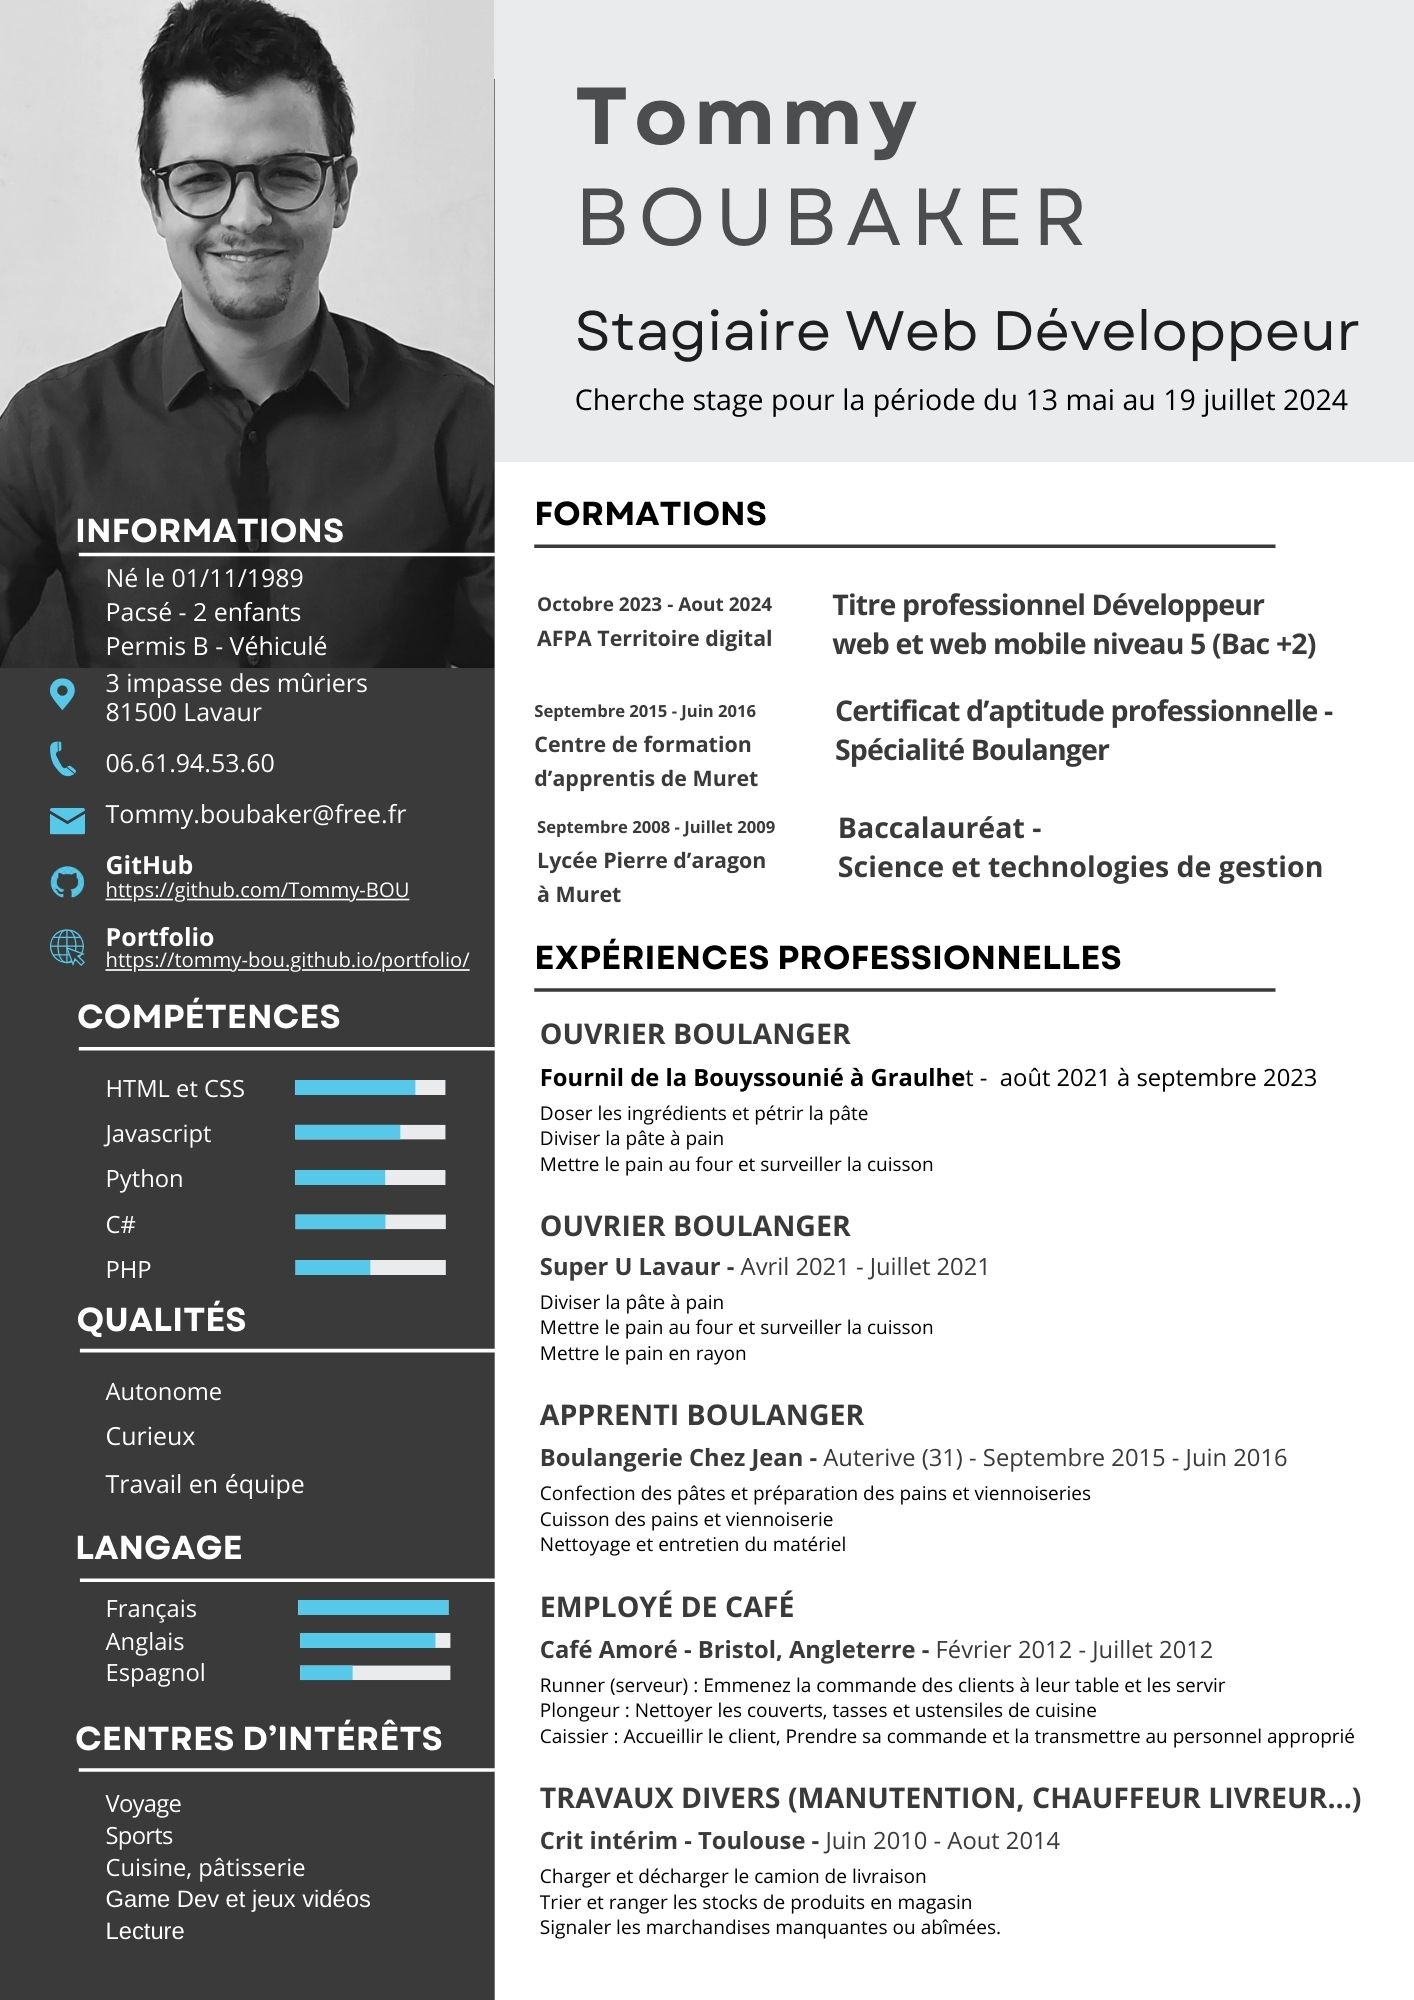 Tommy
BOUBAKER
Stagiaire Web Développeur
Cherche stage pour la période du 13 mai au 19 juillet 2024
INFORMATIONS
Né le 01/11/1989
Pacsé - 2 enfants
Permis B - Véhiculé
3 impasse des mûriers
81500 Lavaur
06.61.94.53.60
Tommy.boubaker@free.fr
GitHub
https://github.com/Tommy-BOU
Portfolio
https://tommy-bou.github.io/portfolio/
COMPÉTENCES
HTML et CSS
Javascript
Python
C#
PHP
QUALITÉS
Autonome
Curieux
Travail en équipe
LANGAGE
Français
Anglais
Espagnol
CENTRES D'INTÉRÊTS
Voyage
Sports
Cuisine, pâtisserie
Game Dev et jeux vidéos
Lecture
FORMATIONS
Octobre 2023 - Aout 2024
AFPA Territoire digital
Titre professionnel Développeur
web et web mobile niveau 5 (Bac +2)
Septembre 2015 - Juin 2016
Centre de formation
d'apprentis de Muret
Certificat d'aptitude professionnelle -
Spécialité Boulanger
Septembre 2008 - Juillet 2009
Lycée Pierre d'aragon
à Muret
Baccalauréat -
Science et technologies de gestion
EXPÉRIENCES PROFESSIONNELLES
OUVRIER BOULANGER
Fournil de la Bouyssounié à Graulhet - août 2021 à septembre 2023
Doser les ingrédients et pétrir la pâte
Diviser la pâte à pain
Mettre le pain au four et surveiller la cuisson
OUVRIER BOULANGER
Super U Lavaur - Avril 2021 - Juillet 2021
Diviser la pâte à pain
Mettre le pain au four et surveiller la cuisson
Mettre le pain en rayon
APPRENTI BOULANGER
Boulangerie Chez Jean - Auterive (31) - Septembre 2015 - Juin 2016
Confection des pâtes et préparation des pains et viennoiseries
Cuisson des pains et viennoiserie
Nettoyage et entretien du matériel
EMPLOYÉ DE CAFÉ
Café Amoré - Bristol, Angleterre - Février 2012 - Juillet 2012
Runner (serveur) : Emmenez la commande des clients à leur table et les servir
Plongeur : Nettoyer les couverts, tasses et ustensiles de cuisine
Caissier : Accueillir le client, Prendre sa commande et la transmettre au personnel approprié
TRAVAUX DIVERS (MANUTENTION, CHAUFFEUR LIVREUR...)
Crit intérim - Toulouse - Juin 2010 - Aout 2014
Charger et décharger le camion de livraison
Trier et ranger les stocks de produits en magasin
Signaler les marchandises manquantes ou abîmées.